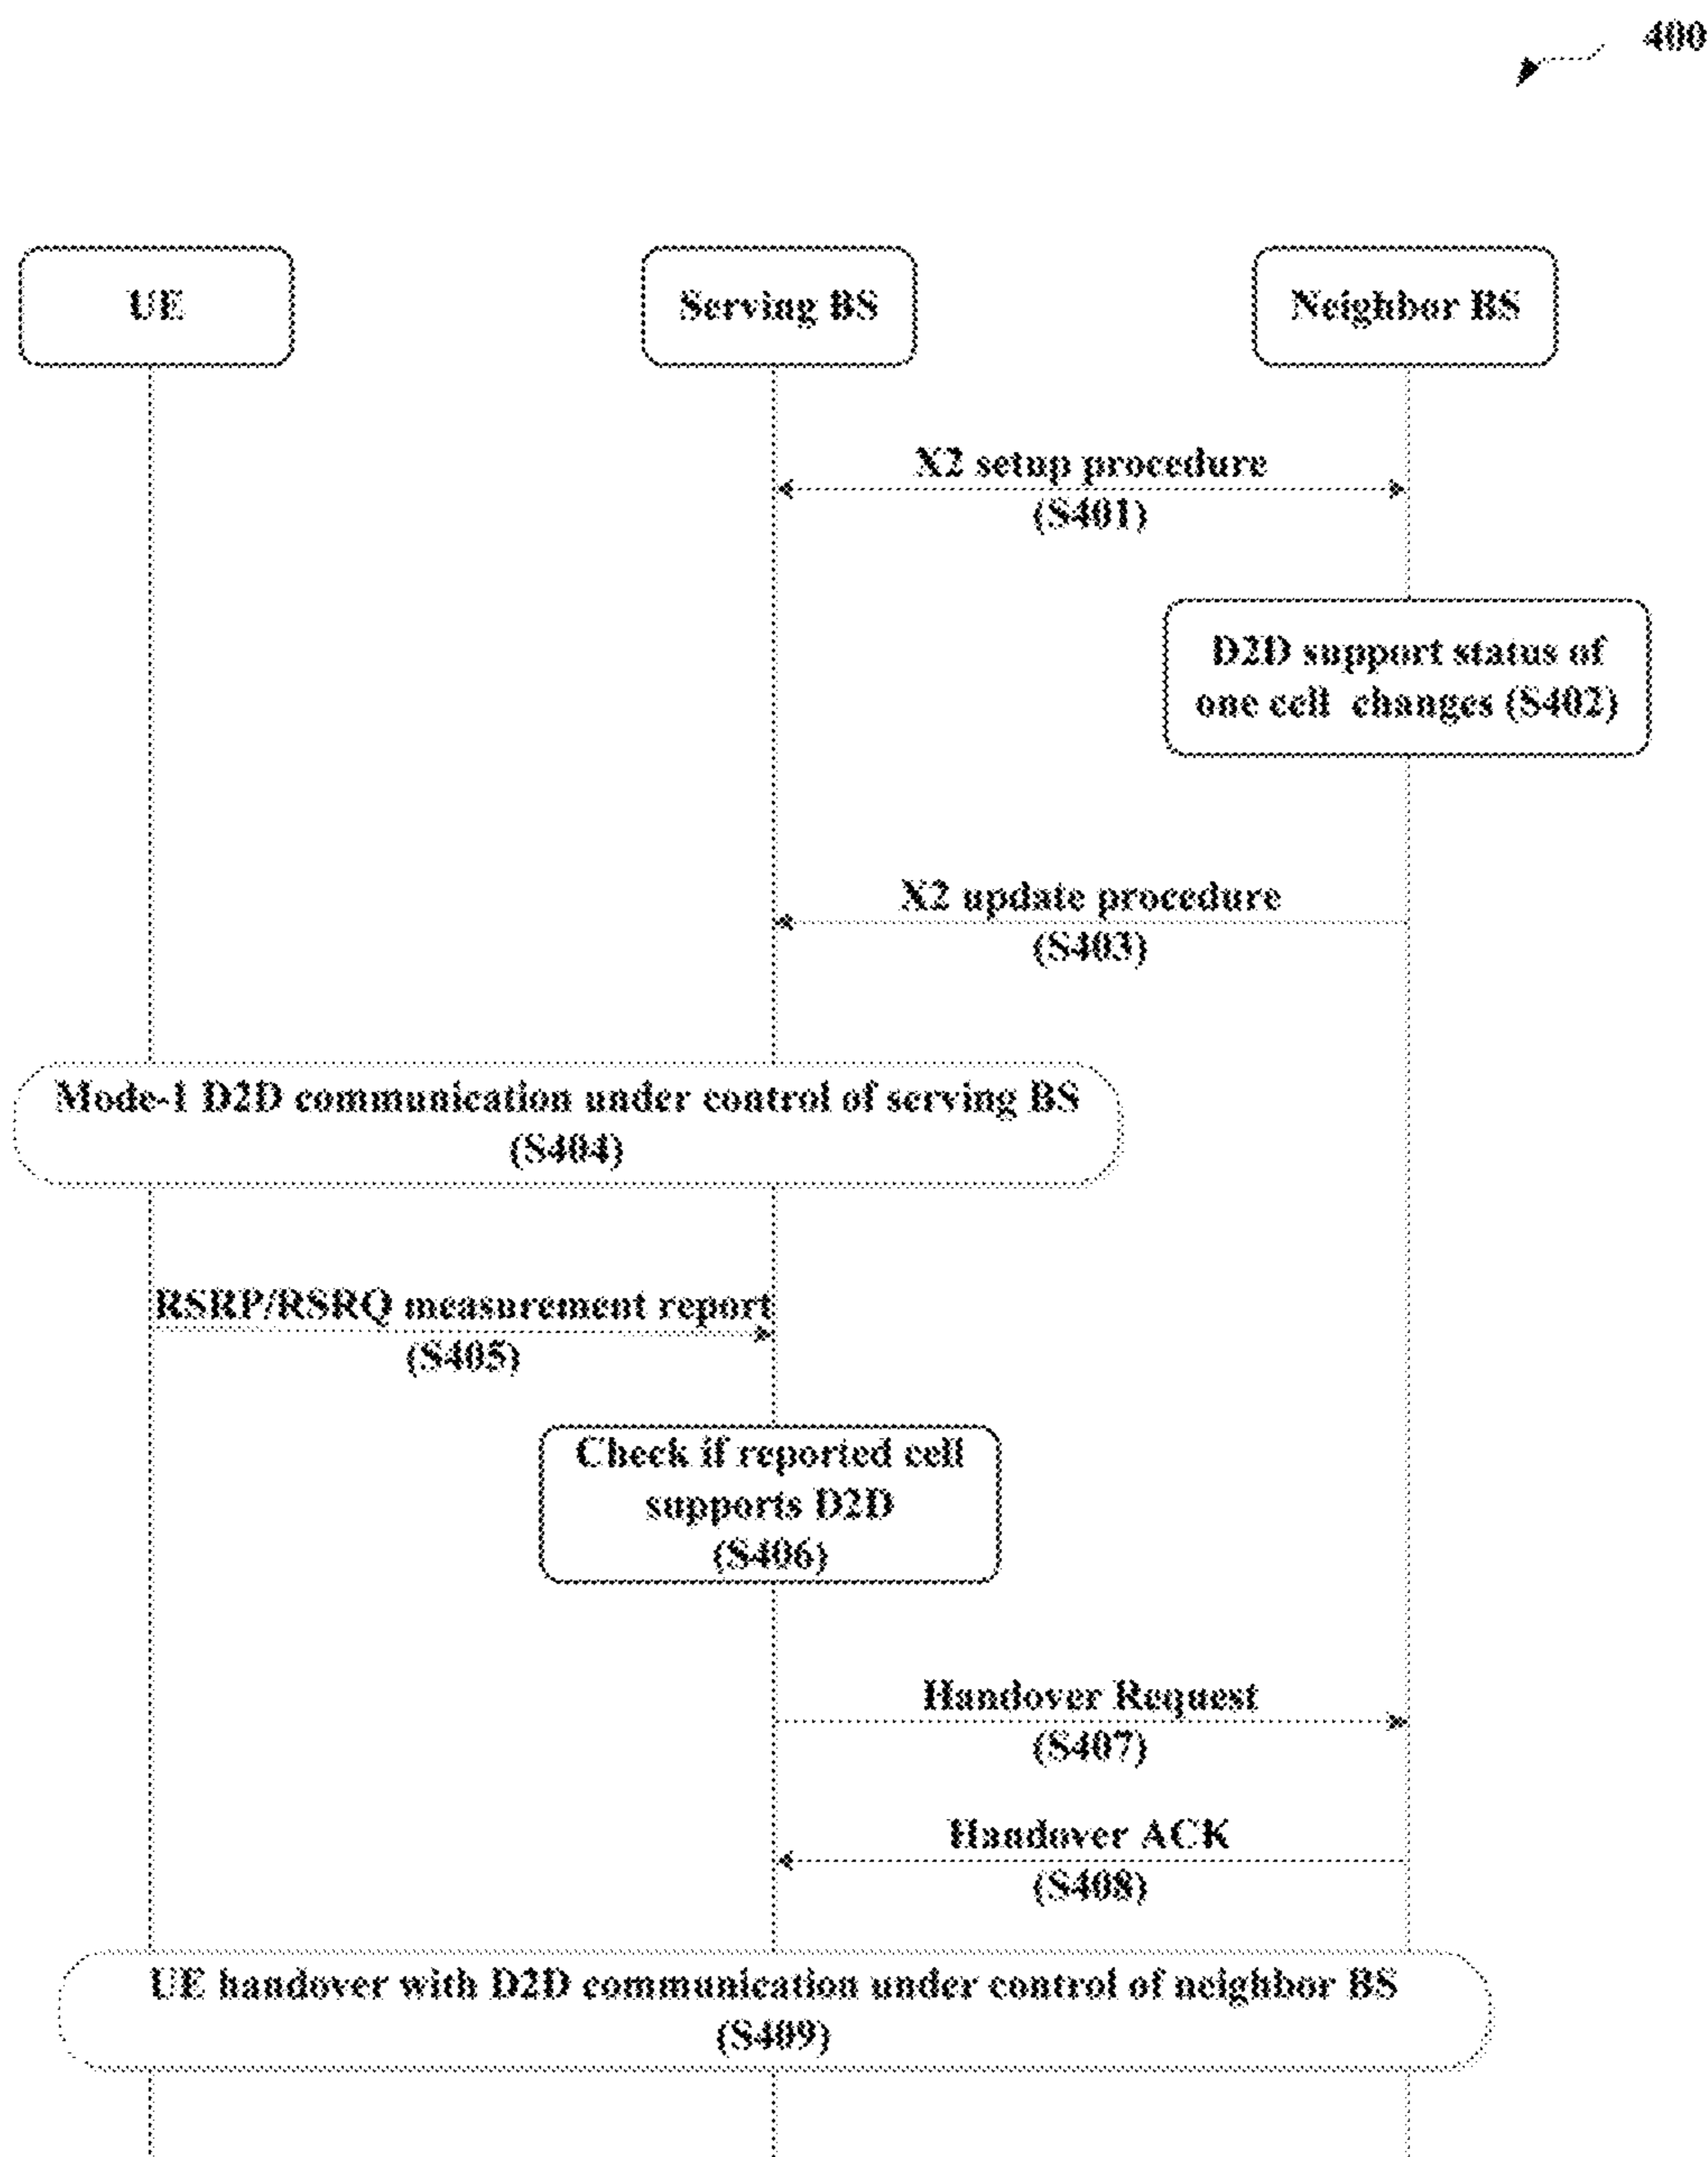 400
UE
Serving BS
Neighbor BS
X2 setup procedure
(S401)
D2D support status of
one cell changes (S402)
X2 update procedure
(S403)
Mode-1 D2D communication under control of serving BS
(S404)
RSRP/RSRQ measurement report
(S405)
Check if reported cell
supports D2D
(S406)
Handover Request
(S407)
Handover ACK
(S408)
UE handover with D2D communication under control of neighbor BS
(S409)